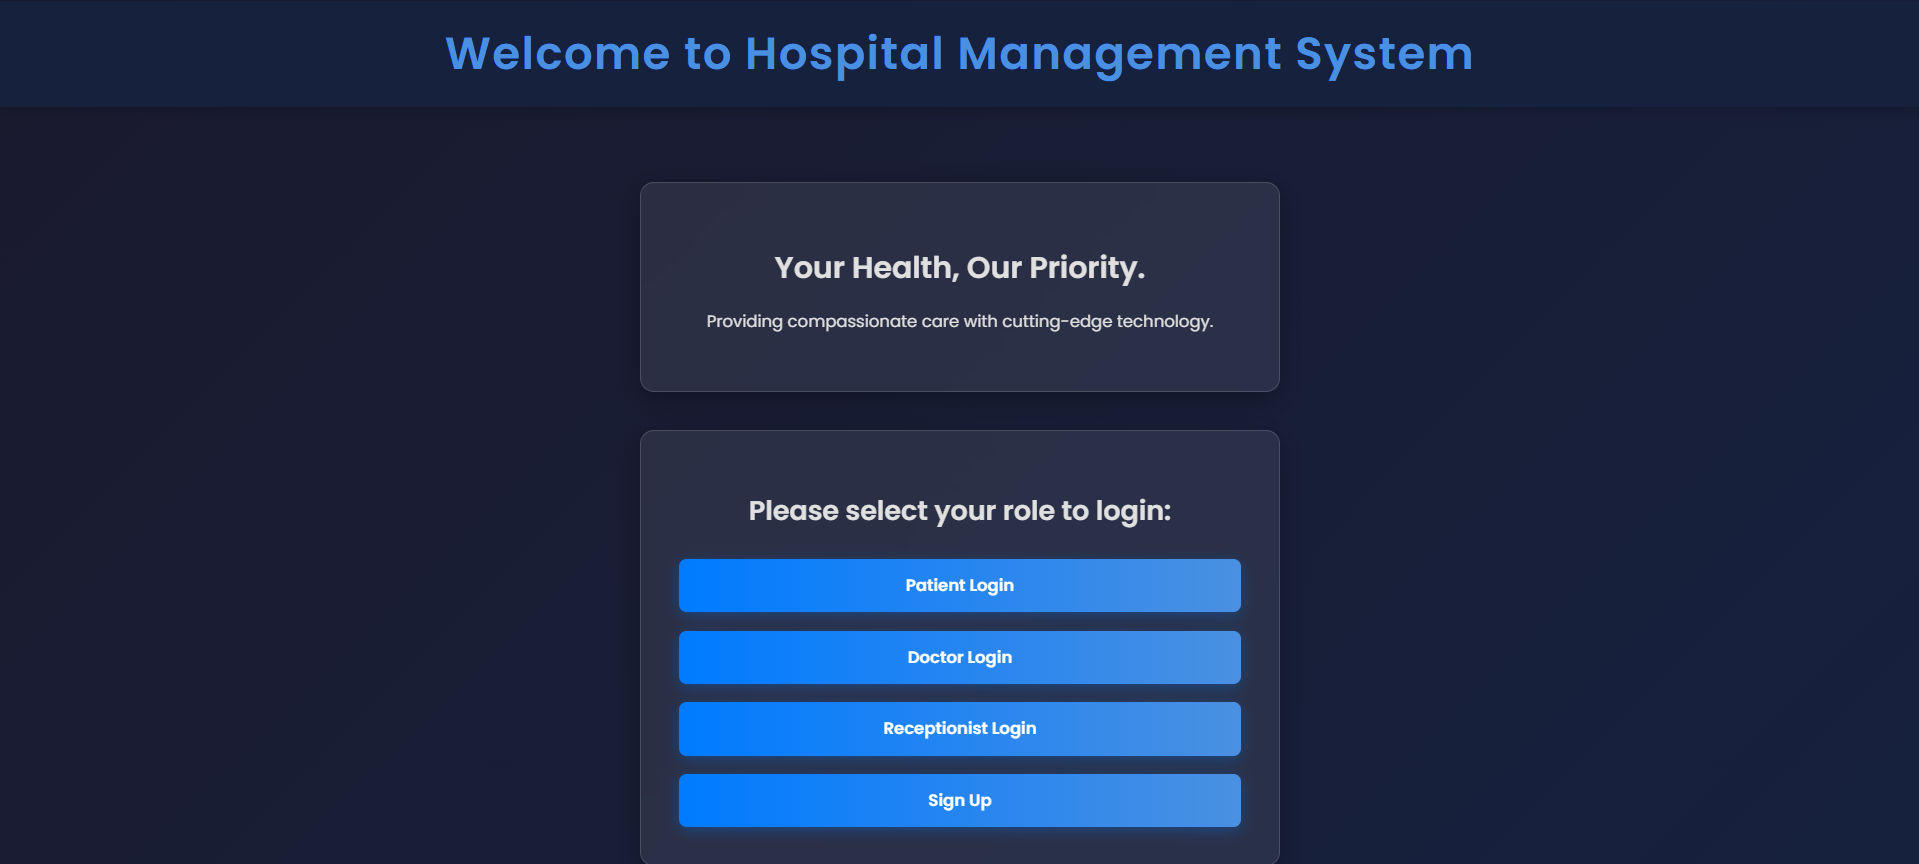 Welcome to Hospital Management System
Your Health, Our Priority.
Providing compassionate care with cutting-edge technology.
Please select your role to login:
Patient Login
Doctor Login
Receptionist Login
Sign Up